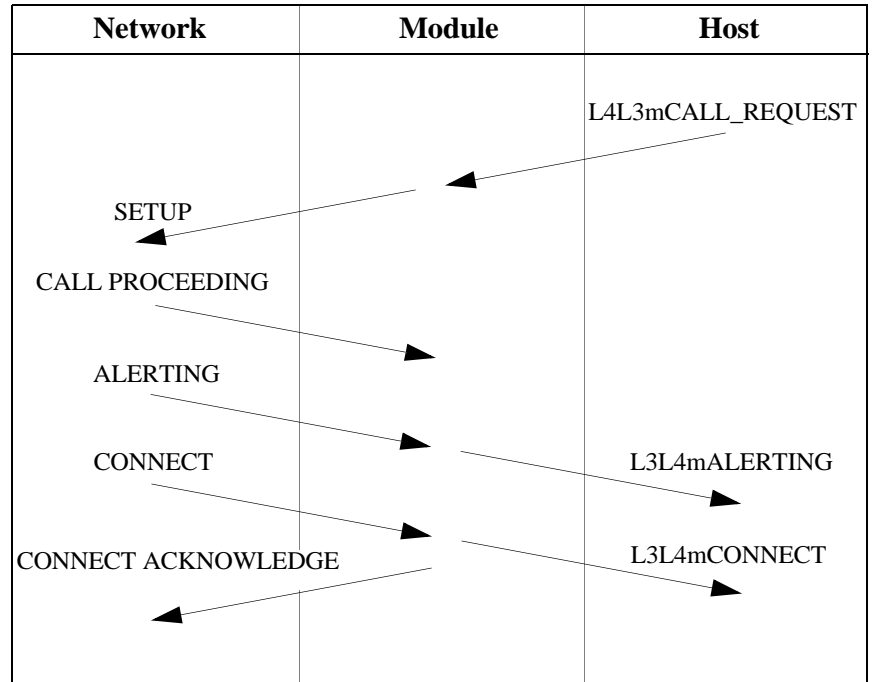 Network Module Host
L4L3mCALL_REQUEST
SETUP
CALL PROCEEDING
ALERTING
L3L4mALERTING
CONNECT
L3L4mCONNECT
CONNECT ACKNOWLEDGE